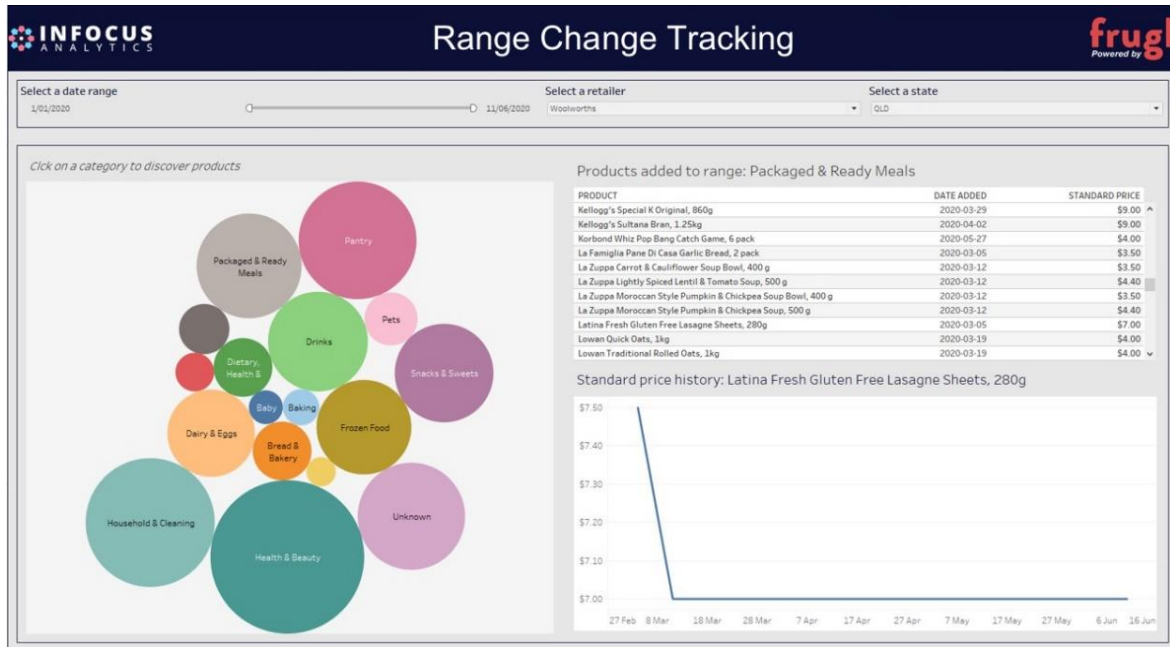 INFOCUS
ANALYTICS
Range Change Tracking
frugl
Powered by
Select a date range
1/01/2020
11/06/2020
Select a retailer
Woolworths
Select a state
QLD
Clck on a category to discover products
Pantry
Packaged & Ready
Meals
Drinks
Pets
Dietary,
Health &
Snacks & Sweets
Baby
Baking
Dairy & Eggs
Bread &
Bakery
Frozen Food
Household & Cleaning
Unknown
Health & Beauty
Products added to range: Packaged & Ready Meals
PRODUCT DATE ADDED STANDARD PRICE
Kellogg's Special K Original, 860g 2020-03-29 $9.00
Kellogg's Sultana Bran, 1.25kg 2020-04-02 $9.00
Korbond Whiz Pop Bang Catch Game, 6 pack 2020-05-27 $4.00
La Famiglia Pane Di Casa Garlic Bread, 2 pack 2020-03-05 $3.50
La Zuppa Carrot & Cauliflower Soup Bowl, 400 g 2020-03-12 $3.50
La Zuppa Lightly Spiced Lentil & Tomato Soup, 500 g 2020-03-12 $4.40
La Zuppa Moroccan Style Pumpkin & Chickpea Soup Bowl, 400 g 2020-03-12 $3.50
La Zuppa Moroccan Style Pumpkin & Chickpea Soup, 500 g 2020-03-12 $4.40
Latina Fresh Gluten Free Lasagne Sheets, 280g 2020-03-05 $7.00
Lowan Quick Oats, 1kg 2020-03-19 $4.00
Lowan Traditional Rolled Oats, 1kg 2020-03-19 $4.00
Standard price history: Latina Fresh Gluten Free Lasagne Sheets, 280g
$7.50
$7.40
$7.30
$7.20
$7.10
$7.00
27 Feb 8 Mar 18 Mar 28 Mar 7 Apr 17 Apr 27 Apr 7 May 17 May 27 May 6 Jun 16 Jun